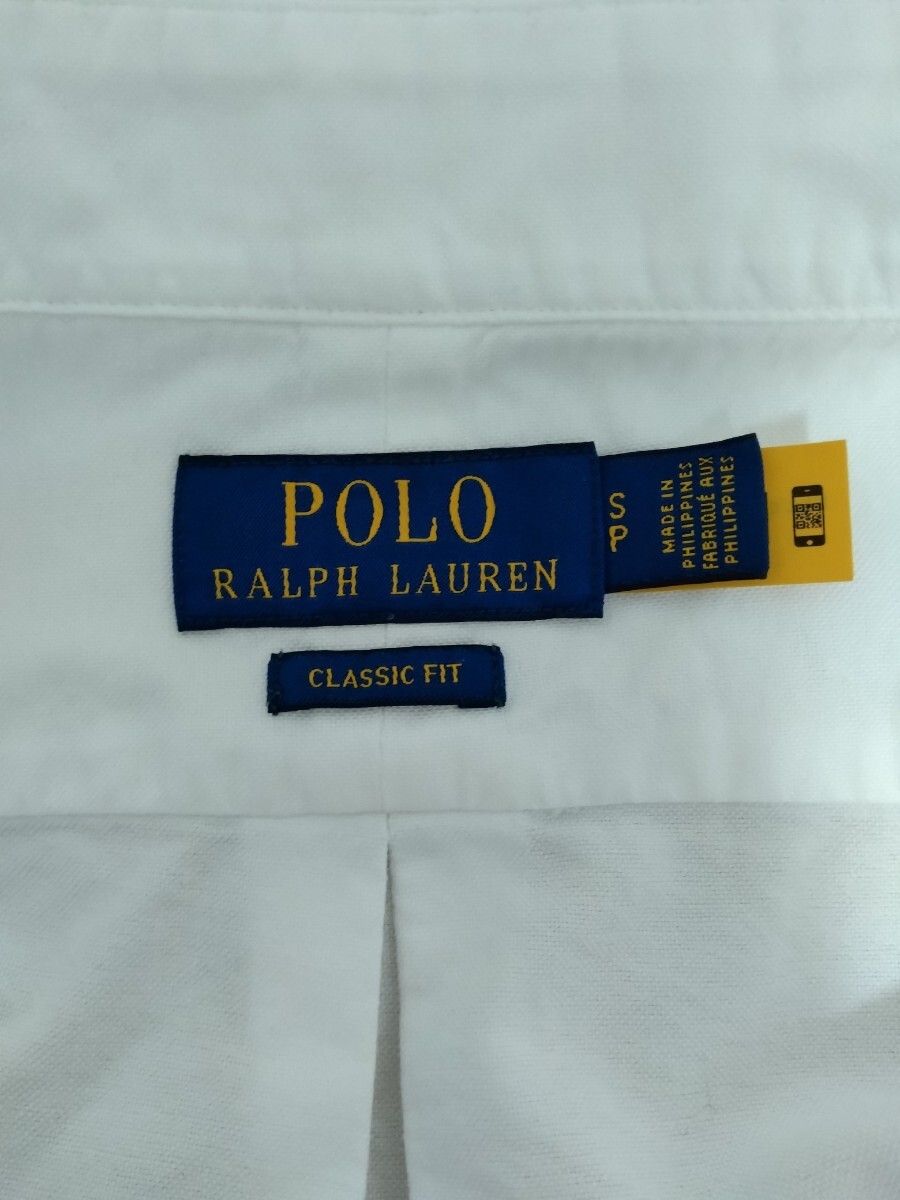 POLO
RALPH LAUREN
CLASSIC FIT
S
P
MADE IN
PHILIPPINES
FABRIQUÉ AUX
PHILIPPINES